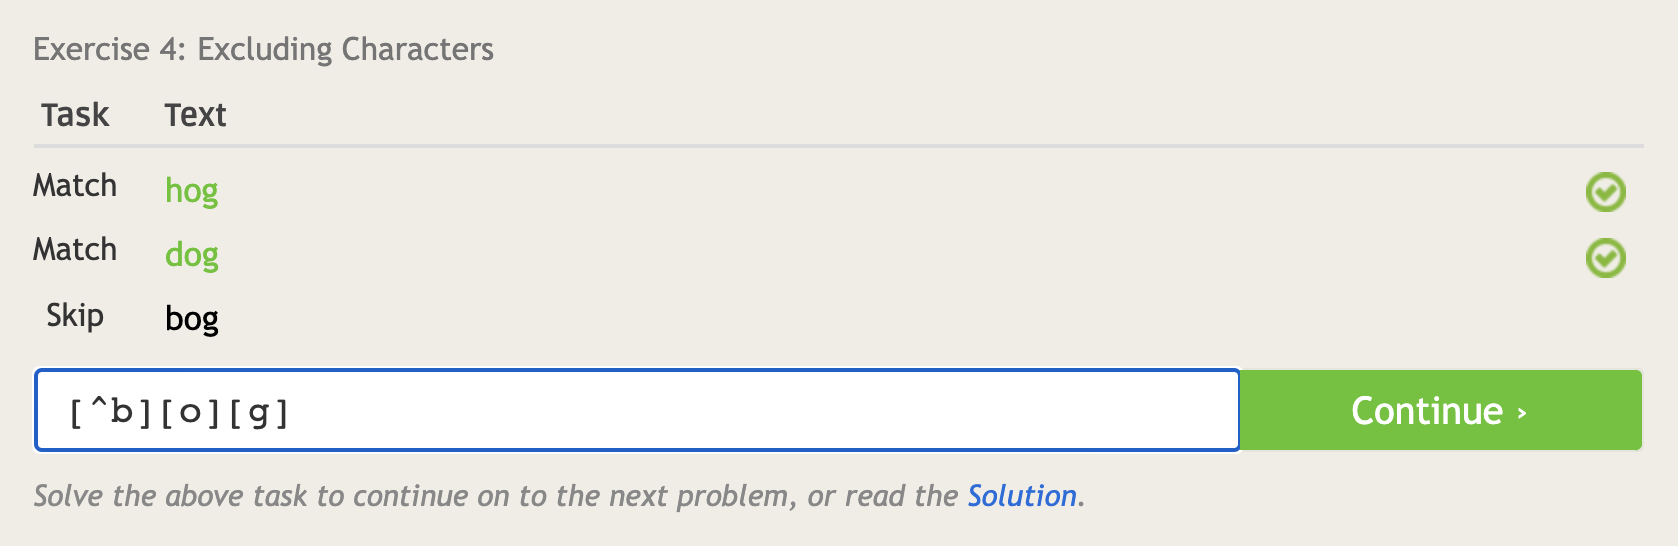 Exercise 4: Excluding Characters
Task Text
Match hog
Match dog
Skip bog
[^b][o][g]
Continue ›
Solve the above task to continue on to the next problem, or read the Solution.